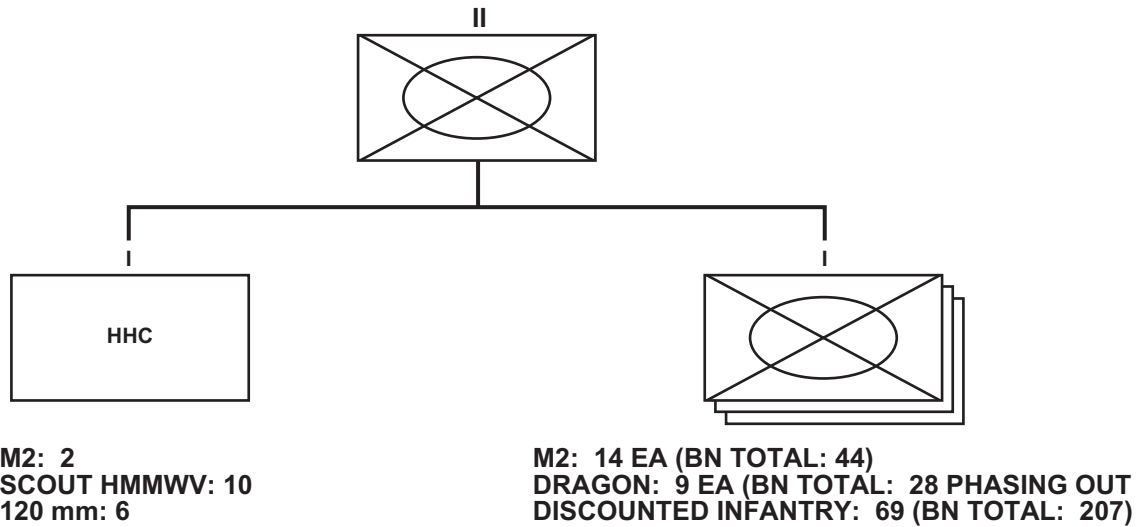 II
I
I
HHC
M2: 2
SCOUT HMMWV: 10
120 mm: 6
M2: 14 EA (BN TOTAL: 44)
DRAGON: 9 EA (BN TOTAL: 28 PHASING OUT
DISCOUNTED INFANTRY: 69 (BN TOTAL: 207)